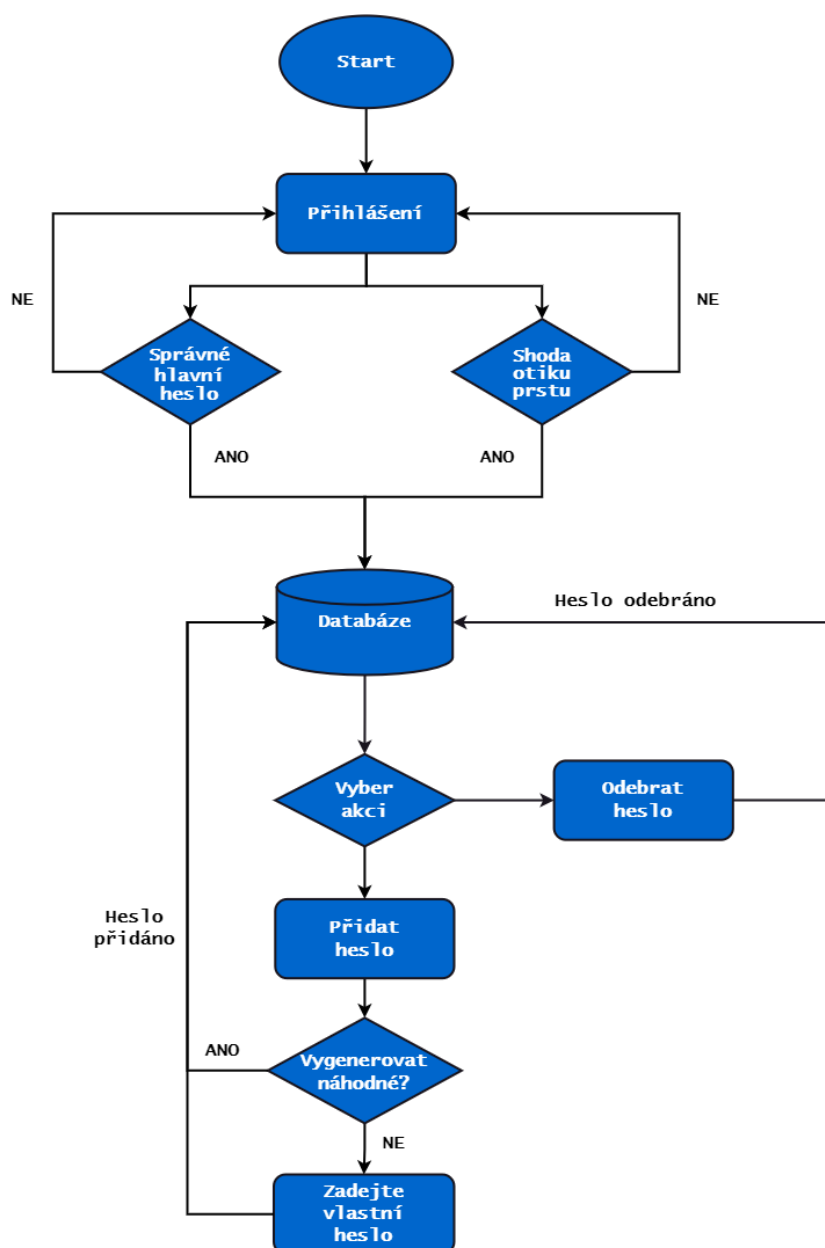 Start
Přihlášení
NE
NE
Správné
hlavní
heslo
Shoda
otiku
prstu
ANO
ANO
Databáze
Heslo odebráno
Vyber
akci
Odebrat
heslo
Heslo
přidáno
Přidat
heslo
ANO
Vygenerovat
náhodné?
NE
Zadejte
vlastní
heslo